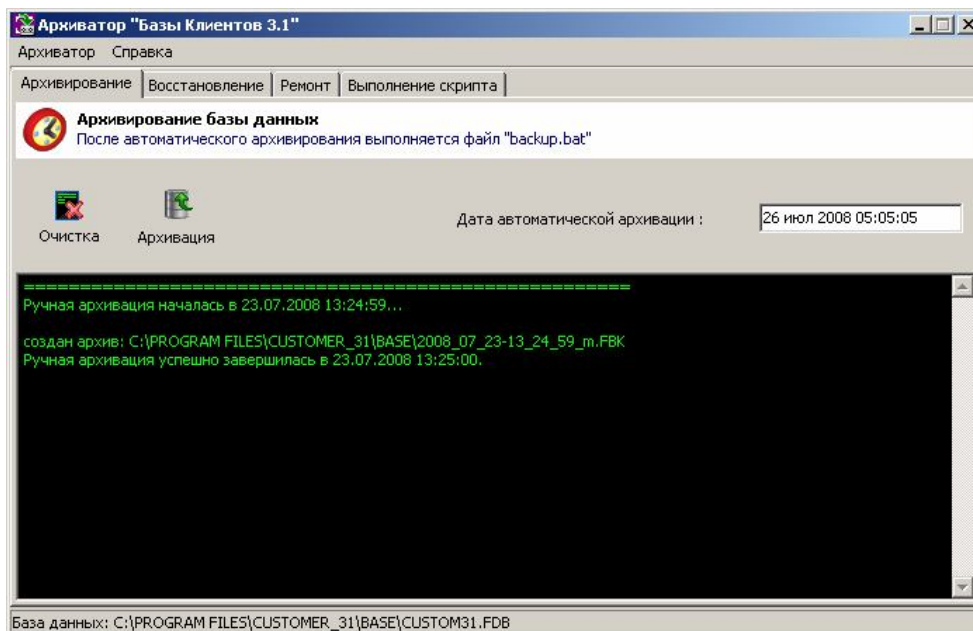 Архиватор "Базы Клиентов 3.1"
Архиватор Справка
Архивирование Восстановление Ремонт Выполнение скрипта
Архивирование базы данных
После автоматического архивирования выполняется файл "backup.bat"
Очистка Архивация Дата автоматической архивации : 26 июл 2008 05:05:05
=======================================================
Ручная архивация началась в 23.07.2008 13:24:59...
создан архив: C:\PROGRAM FILES\CUSTOMER_31\BASE\2008_07_23-13_24_59_m.FBK
Ручная архивация успешно завершилась в 23.07.2008 13:25:00.
База данных: C:\PROGRAM FILES\CUSTOMER_31\BASE\CUSTOM31.FDB